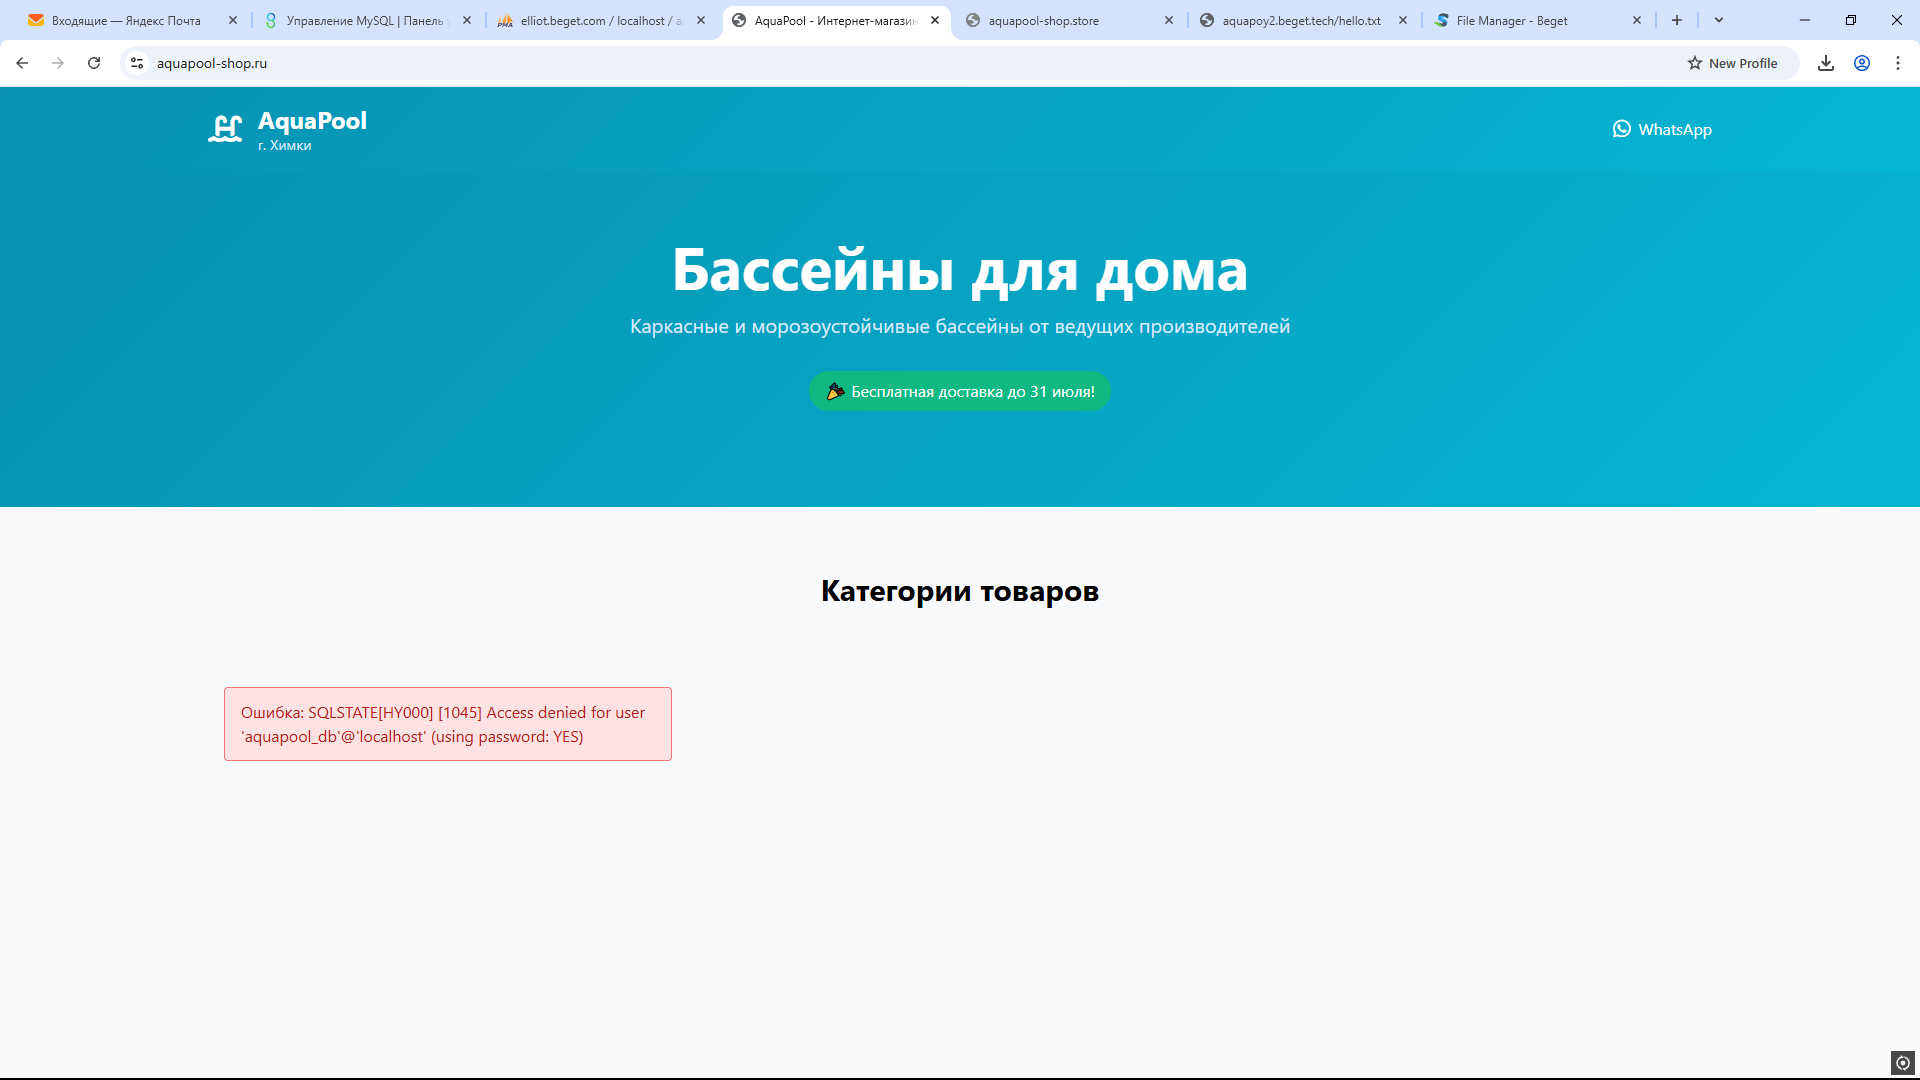 Входящие — Яндекс Почта
Управление MySQL | Панель
elliot.beget.com / localhost /
AquaPool - Интернет-магазин
aquapool-shop.store
aquapoy2.beget.tech/hello.txt
File Manager - Beget
aquapool-shop.ru
New Profile
AquaPool
г. Химки
WhatsApp
Бассейны для дома
Каркасные и морозоустойчивые бассейны от ведущих производителей
Бесплатная доставка до 31 июля!
Категории товаров
Ошибка: SQLSTATE[HY000] [1045] Access denied for user
'aquapool_db'@'localhost' (using password: YES)